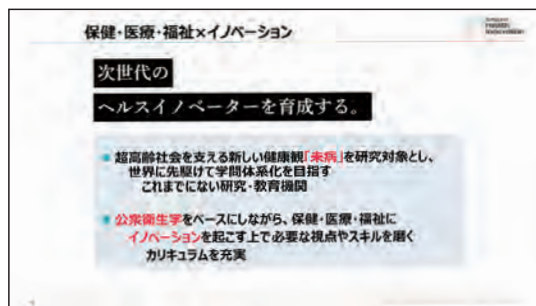 保健・医療・福祉×イノベーション
次世代の
ヘルスイノベーターを育成する。
超高齢社会を支える新しい健康観「未病」を研究対象とし、
世界に先駆けて学問体系化を目指す
これまでにない研究・教育機関
公衆衛生学をベースにしながら、保健・医療・福祉に
イノベーションを起こす上で必要な視点やスキルを磨く
カリキュラムを充実